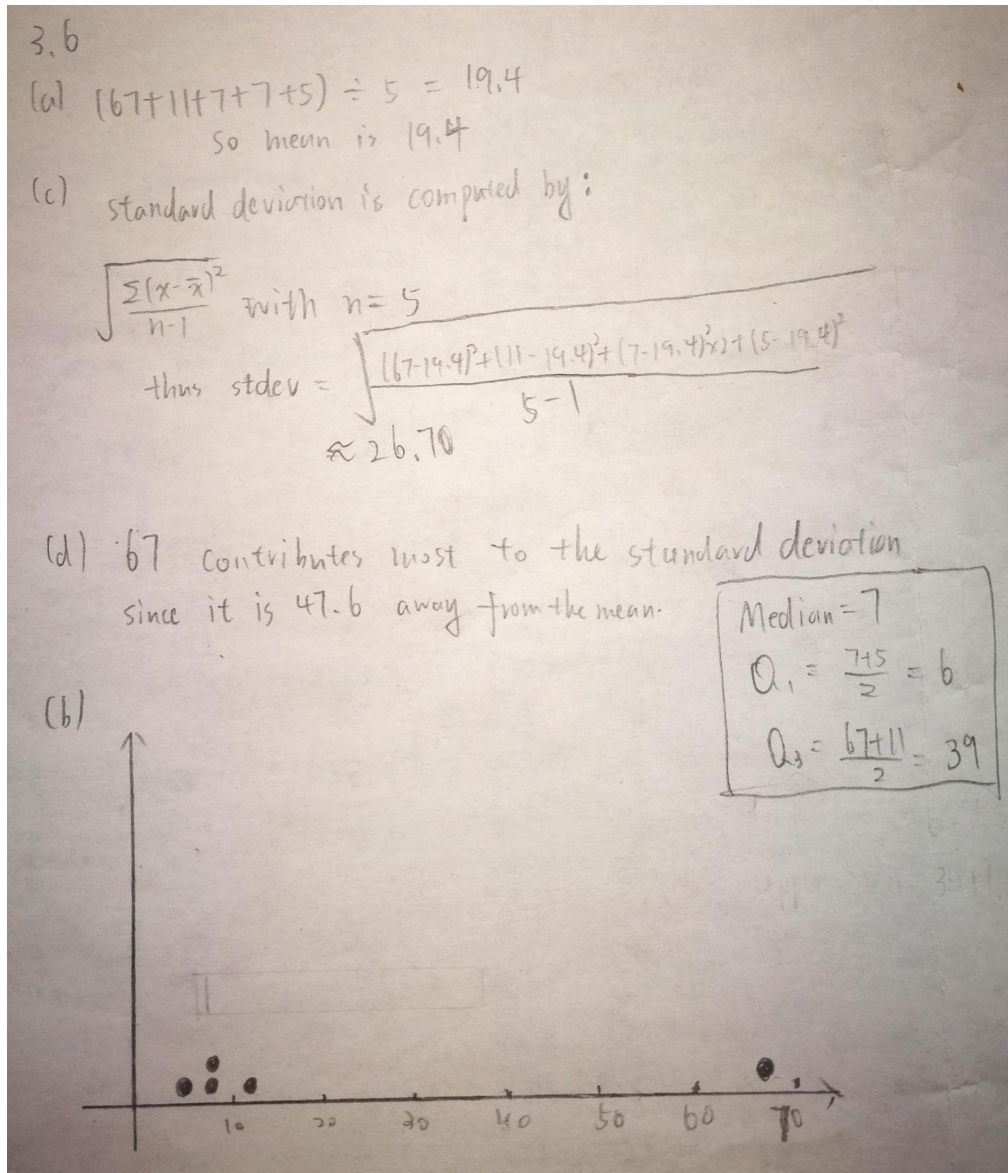 3.6
(a) (67+11+7+7+5) ÷ 5 = 19.4
So mean is 19.4
(c) standard deviation is computed by:
√(Σ(x-x̄)²/(n-1)) with n=5
thus stdev = √(((67-19.4)²+(11-19.4)²+(7-19.4)²x2+(5-19.4)²)/(5-1))
≈ 26.70
(d) 67 contributes most to the standard deviation
since it is 47.6 away from the mean.
Median = 7
Q₁ = (7+5)/2 = 6
Q₃ = (67+11)/2 = 39
(b)
10 20 30 40 50 60 70